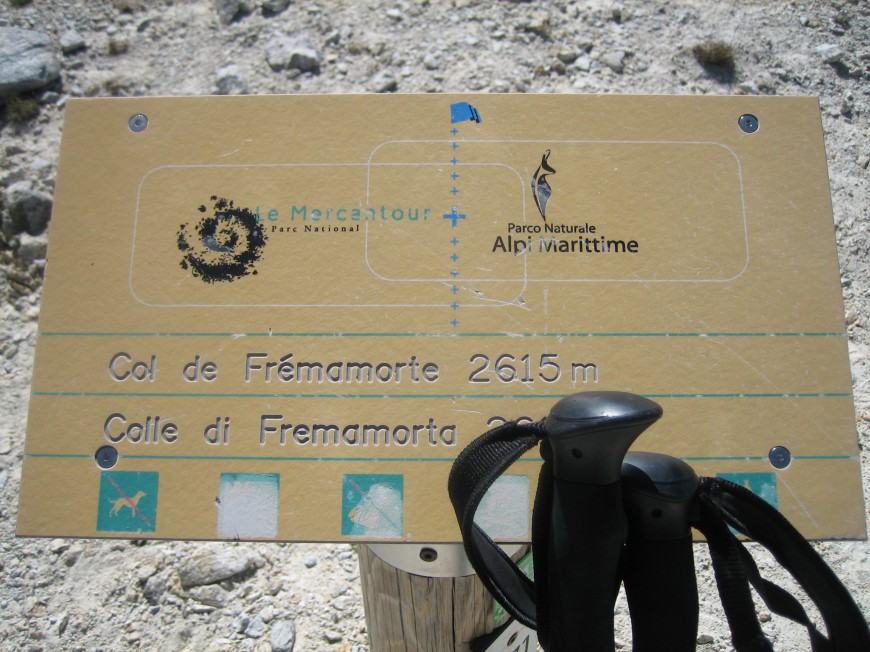 Le Mercantour
Parc National
Parco Naturale
Alpi Marittime
Col de Frémamorte 2615 m
Colle di Fremamorta